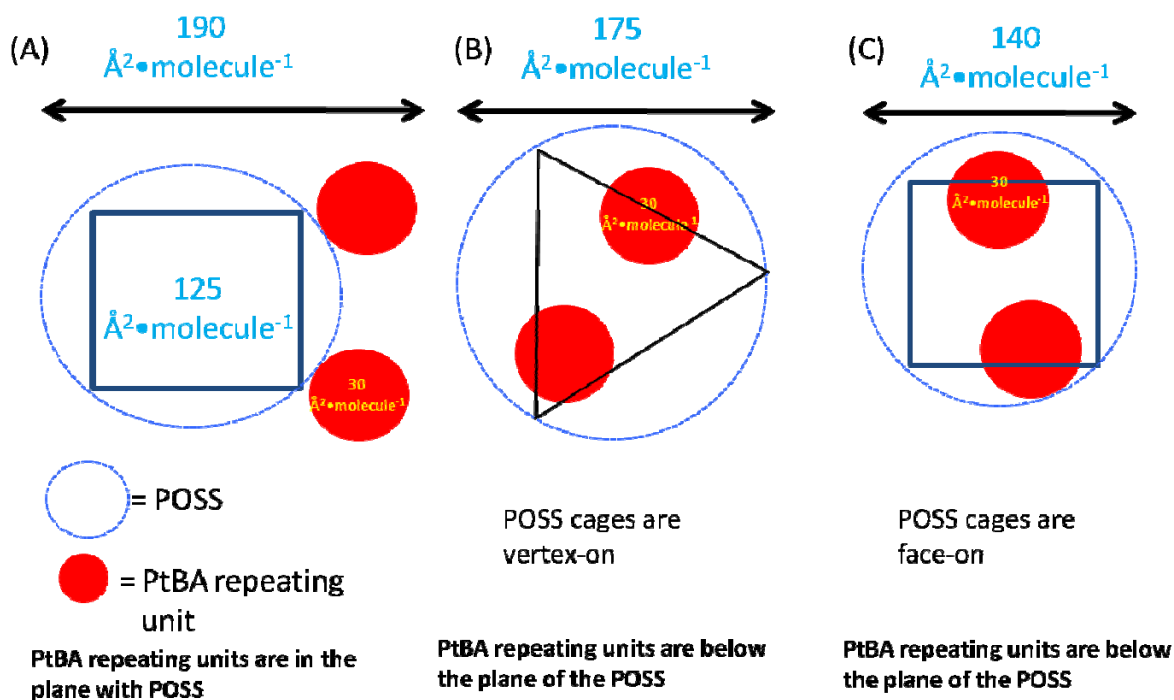 (A)
190
Å²•molecule⁻¹
(B)
175
Å²•molecule⁻¹
(C)
140
Å²•molecule⁻¹
125
Å²•molecule⁻¹
30
Å²•molecule⁻¹
30
Å²•molecule⁻¹
30
Å²•molecule⁻¹
= POSS
= PtBA repeating
unit
PtBA repeating units are in the
plane with POSS
POSS cages are
vertex-on
PtBA repeating units are below
the plane of the POSS
POSS cages are
face-on
PtBA repeating units are below
the plane of the POSS